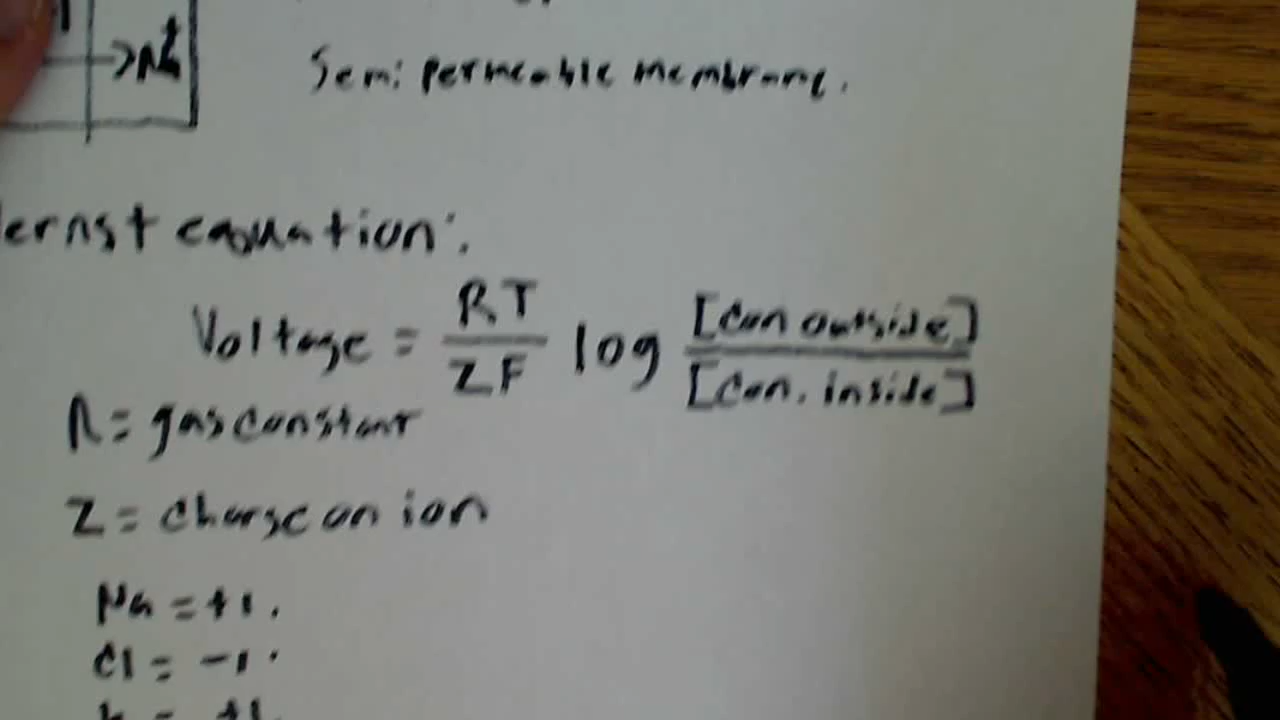 Semi permeable membrane.
ernst equation:
Voltage = RT / ZF log [con outside] / [con. inside]
R = gas constant
Z = charge on ion
Na = +1.
Cl = -1.
= +1.